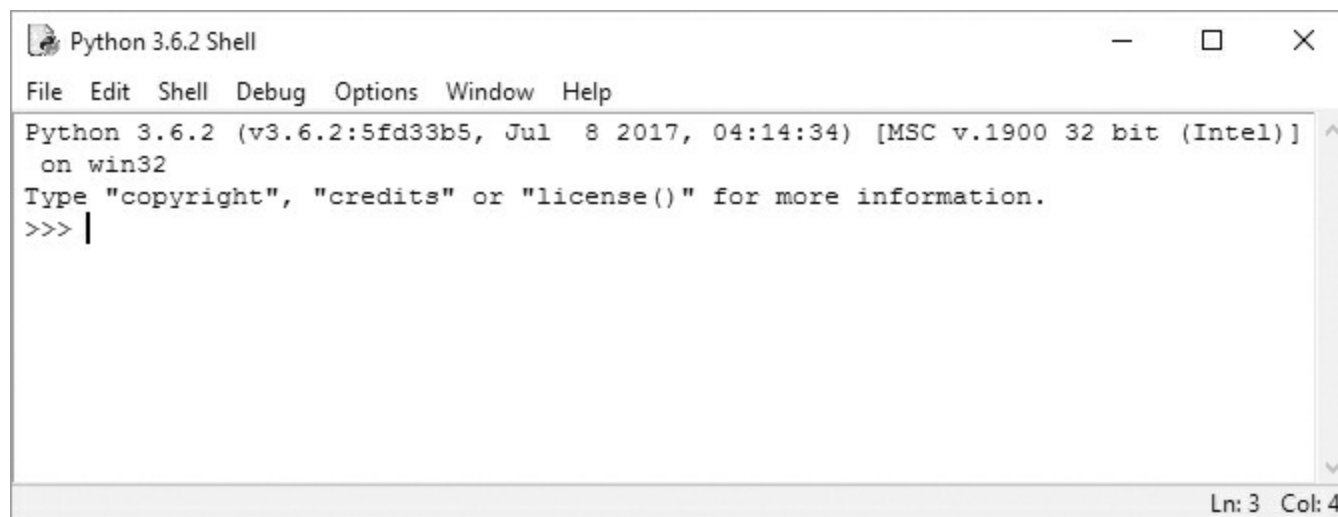 Python 3.6.2 Shell
File Edit Shell Debug Options Window Help
Python 3.6.2 (v3.6.2:5fd33b5, Jul  8 2017, 04:14:34) [MSC v.1900 32 bit (Intel)]
 on win32
Type "copyright", "credits" or "license()" for more information.
>>>
Ln: 3 Col: 4